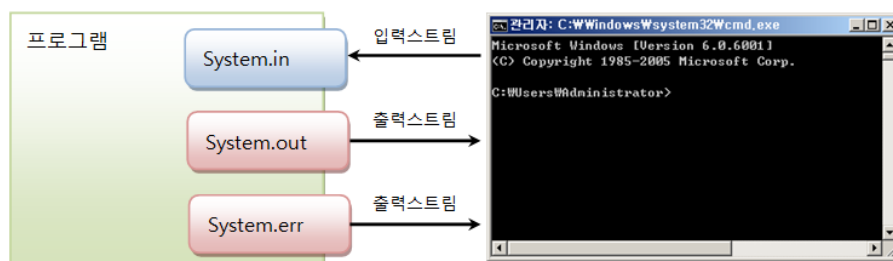 프로그램
System.in
입력스트림
System.out
출력스트림
System.err
출력스트림
관리자: C:₩Windows₩system32₩cmd.exe
Microsoft Windows [Version 6.0.6001]
(C) Copyright 1985-2005 Microsoft Corp.
C:₩Users₩Administrator>